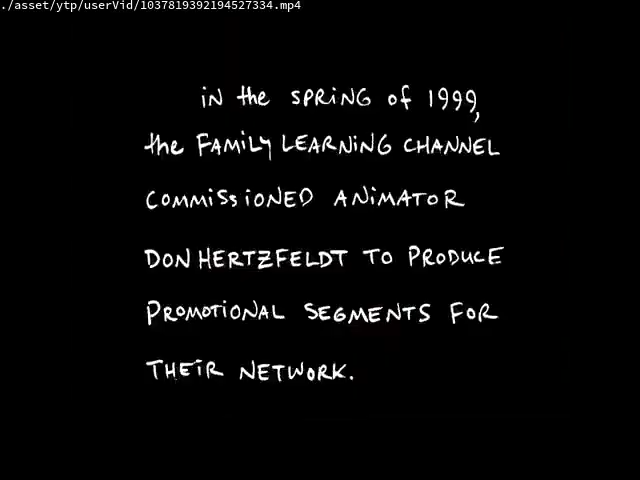 ./asset/ytp/userVid/1037819392194527334.mp4
in the SPRING of 1999,
the FAMILY LEARNING CHANNEL
COMMISSIONED ANIMATOR
DON HERTZFELDT TO PRODUCE
PROMOTIONAL SEGMENTS FOR
THEIR NETWORK.